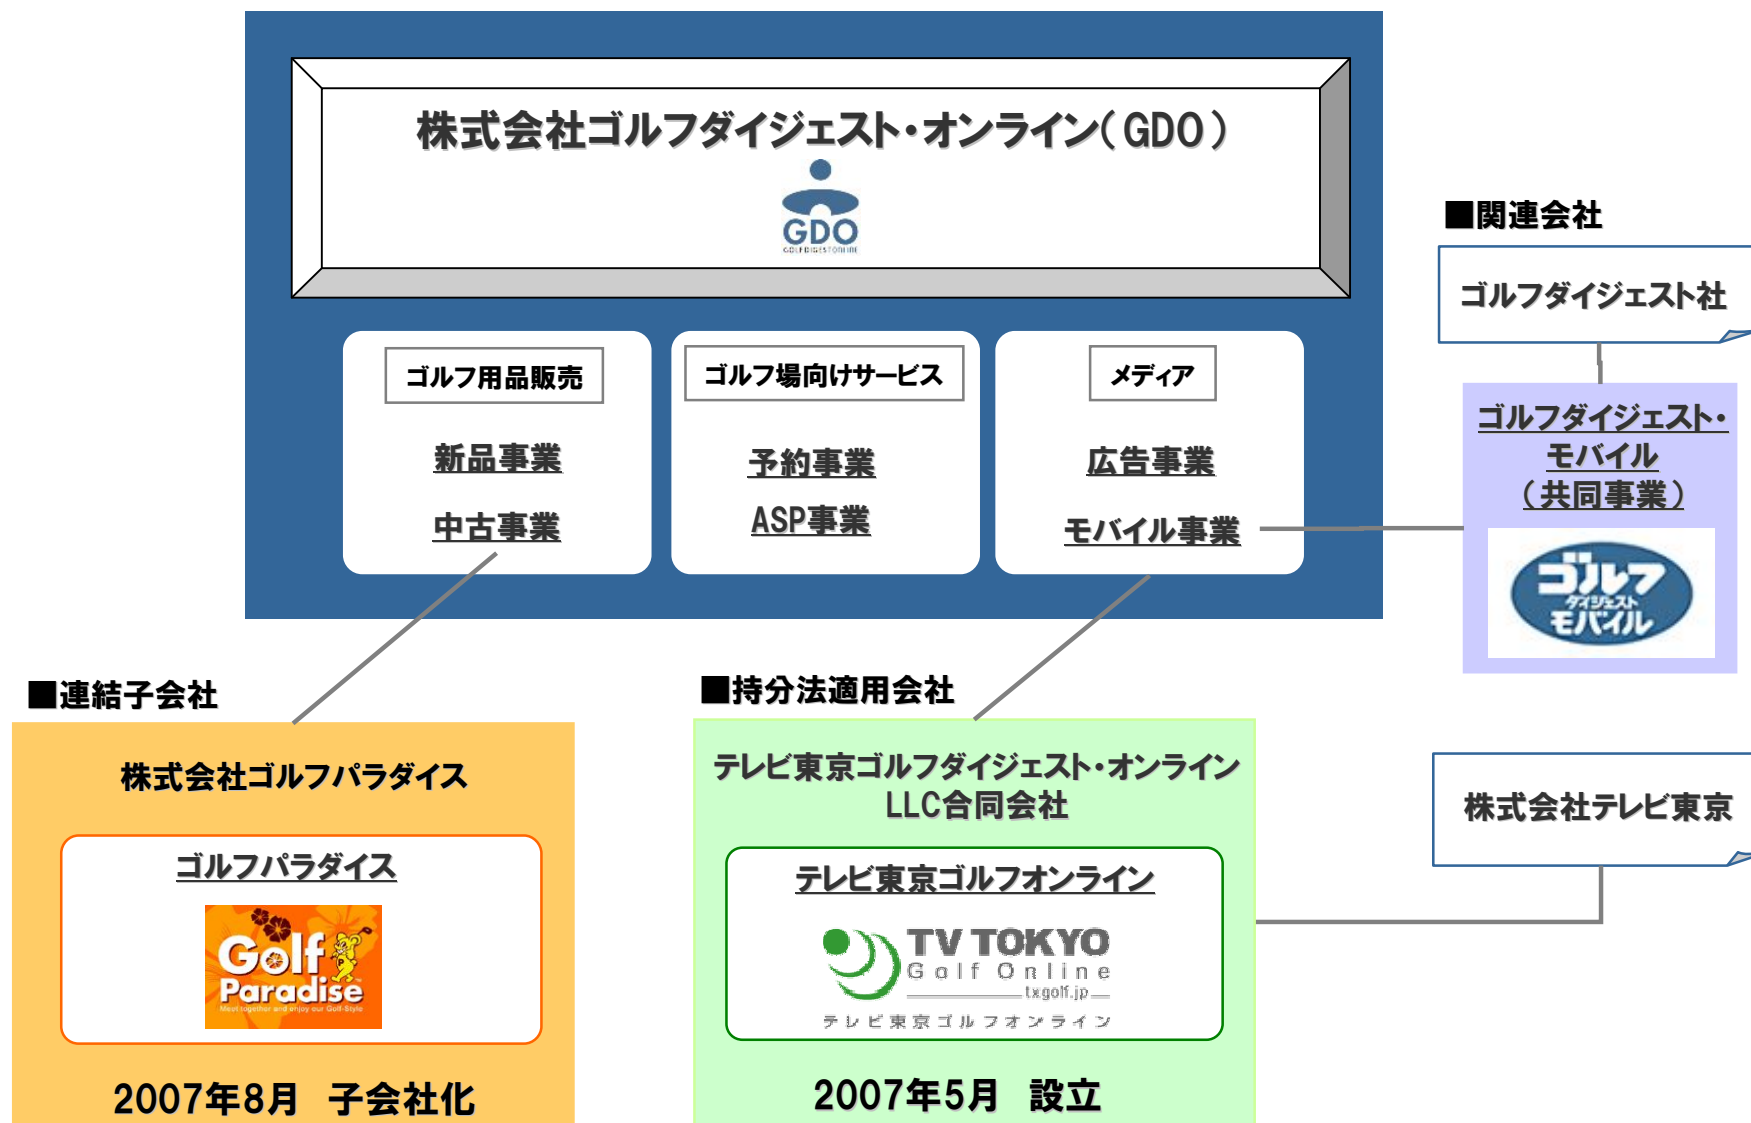 株式会社ゴルフダイジェスト・オンライン(GDO)
GDO
GOLFDIGESTONLINE
■関連会社
ゴルフダイジェスト社
ゴルフ用品販売
新品事業
中古事業
ゴルフ場向けサービス
予約事業
ASP事業
メディア
広告事業
モバイル事業
ゴルフダイジェスト・
モバイル
(共同事業)
ゴルフ
ダイジェスト
モバイル
■連結子会社
株式会社ゴルフパラダイス
ゴルフパラダイス
Golf
Paradise
Meet together and enjoy our Golf-Style
2007年8月 子会社化
■持分法適用会社
テレビ東京ゴルフダイジェスト・オンライン
LLC合同会社
テレビ東京ゴルフオンライン
TV TOKYO
Golf Online
txgolf.jp
テレビ東京ゴルフオンライン
2007年5月 設立
株式会社テレビ東京